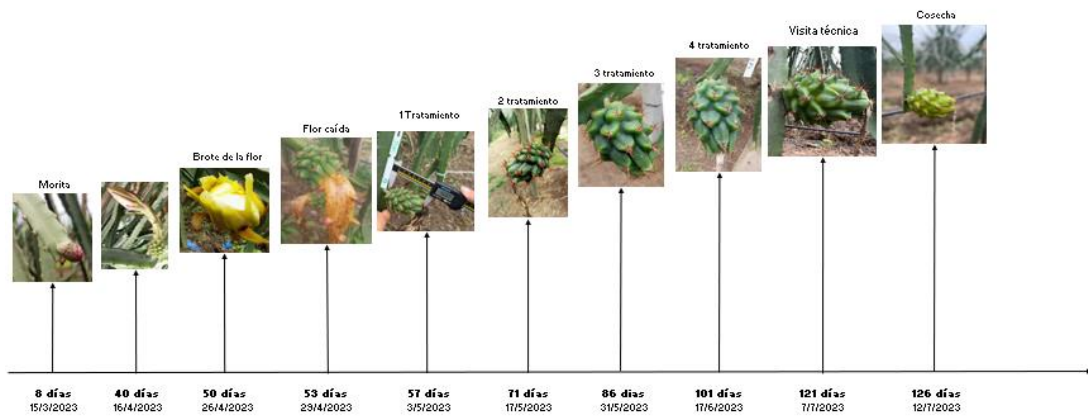 Morita
Brote de la flor
Flor caída
1Tratamiento
2 tratamiento
3 tratamiento
4 tratamiento
Visita técnica
Cosecha
8 días
15/3/2023
40 días
16/4/2023
50 días
26/4/2023
53 días
29/4/2023
57 días
3/5/2023
71 días
17/5/2023
86 días
31/5/2023
101 días
17/6/2023
121 días
7/7/2023
126 días
12/7/2023